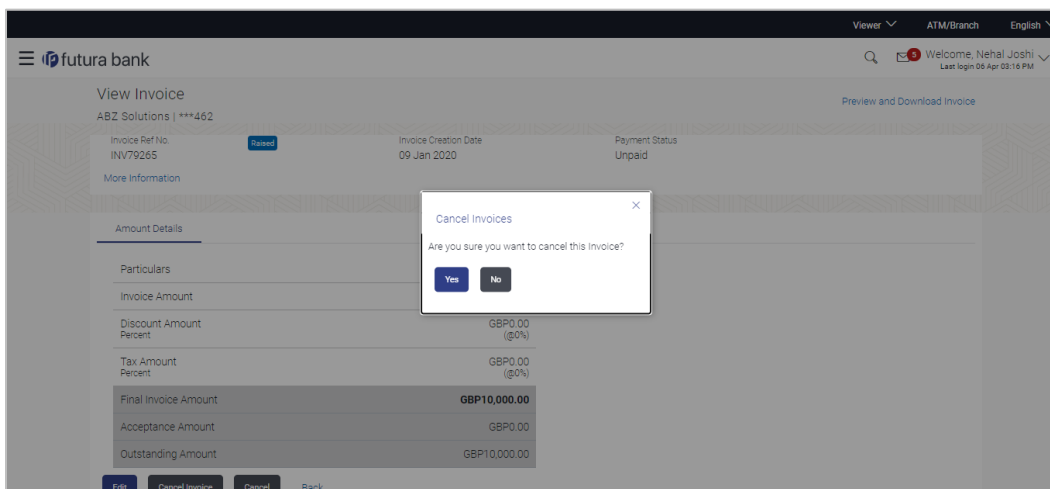 Viewer ATM/Branch English
futura bank
5 Welcome, Nehal Joshi
Last login 06 Apr 03:16 PM
View Invoice
Preview and Download Invoice
ABZ Solutions | ***462
Invoice Ref No. Raised Invoice Creation Date Payment Status
INV79265 09 Jan 2020 Unpaid
More Information
Cancel Invoices
Are you sure you want to cancel this Invoice?
Yes No
Amount Details
Particulars
Invoice Amount
Discount Amount GBP0.00
Percent (@0%)
Tax Amount GBP0.00
Percent (@0%)
Final Invoice Amount GBP10,000.00
Acceptance Amount GBP0.00
Outstanding Amount GBP10,000.00
Edit Cancel Invoice Cancel Back